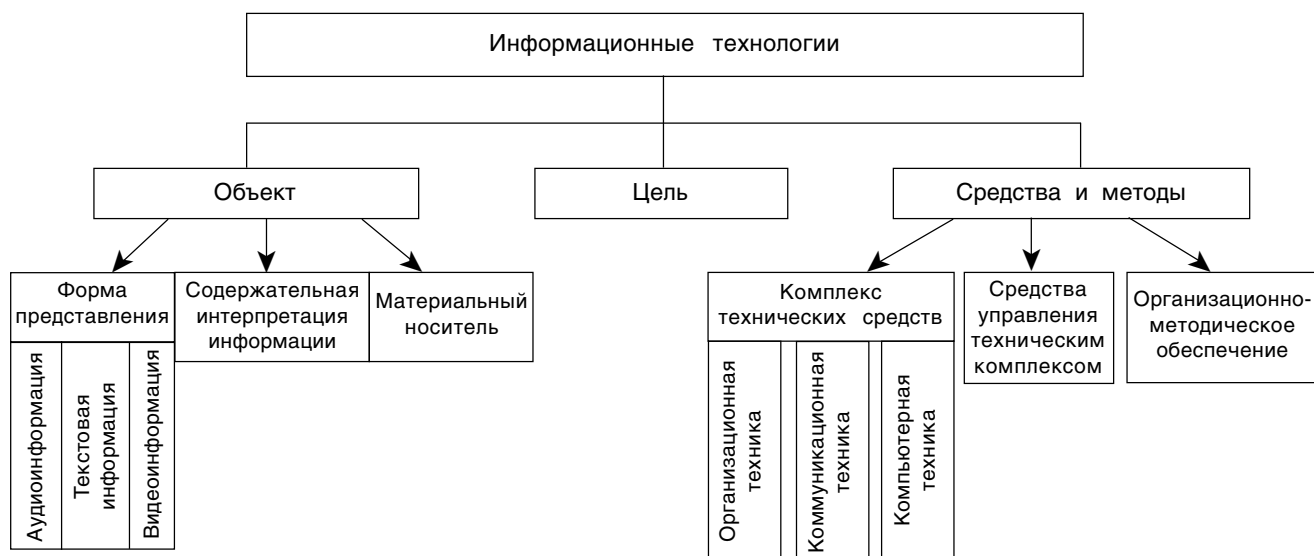 Информационные технологии
Объект
Цель
Средства и методы
Форма
представления
Содержательная
интерпретация
информации
Материальный
носитель
Комплекс
технических средств
Средства
управления
техническим
комплексом
Организационно-
методическое
обеспечение
Аудиоинформация
Текстовая
информация
Видеоинформация
Организационная
техника
Коммуникационная
техника
Компьютерная
техника